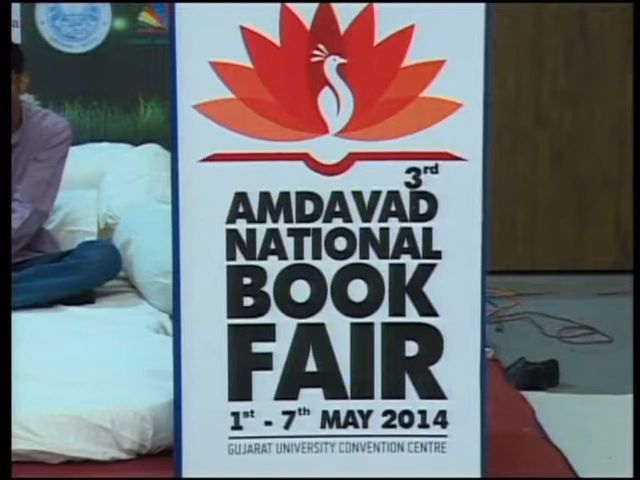 3rd
AMDAVAD
NATIONAL
BOOK
FAIR
1st - 7th MAY 2014
GUJARAT UNIVERSITY CONVENTION CENTRE